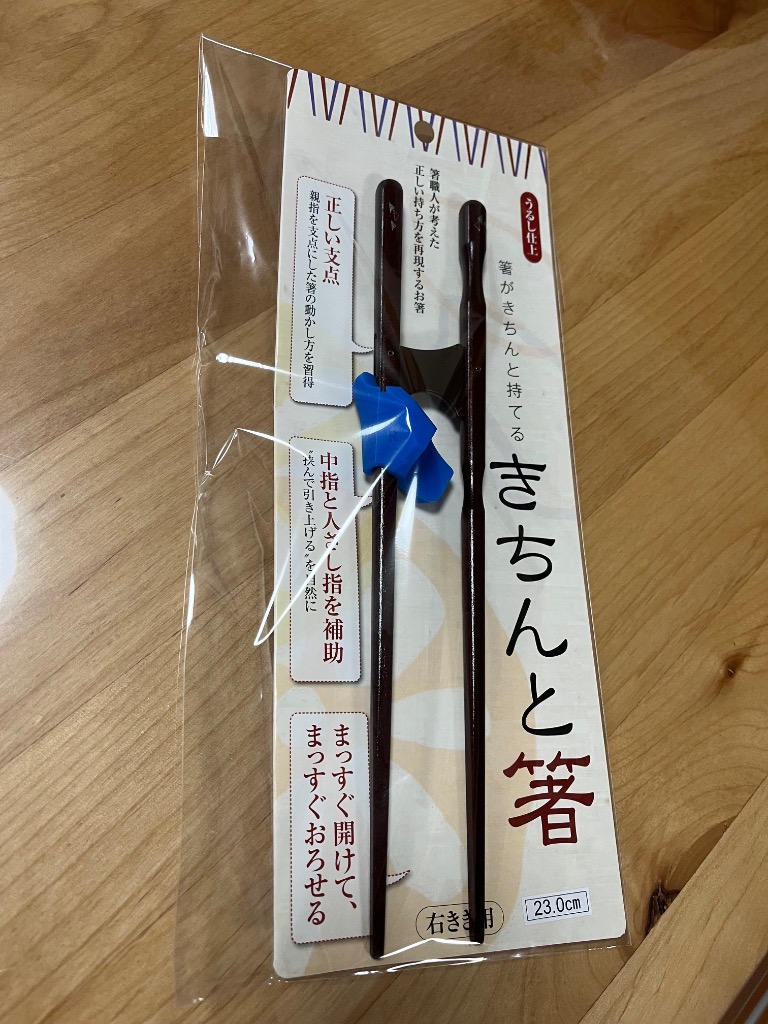 うるし仕上
箸がきちんと持てる
きちんと箸
箸職人が考えた
正しい持ち方を再現するお箸
正しい支点
親指を支点にした箸の動かし方を習得
中指と人さし指を補助
〝挟んで引き上げる〟を自然に
まっすぐ開けて、
まっすぐおろせる
右きき用
23.0cm